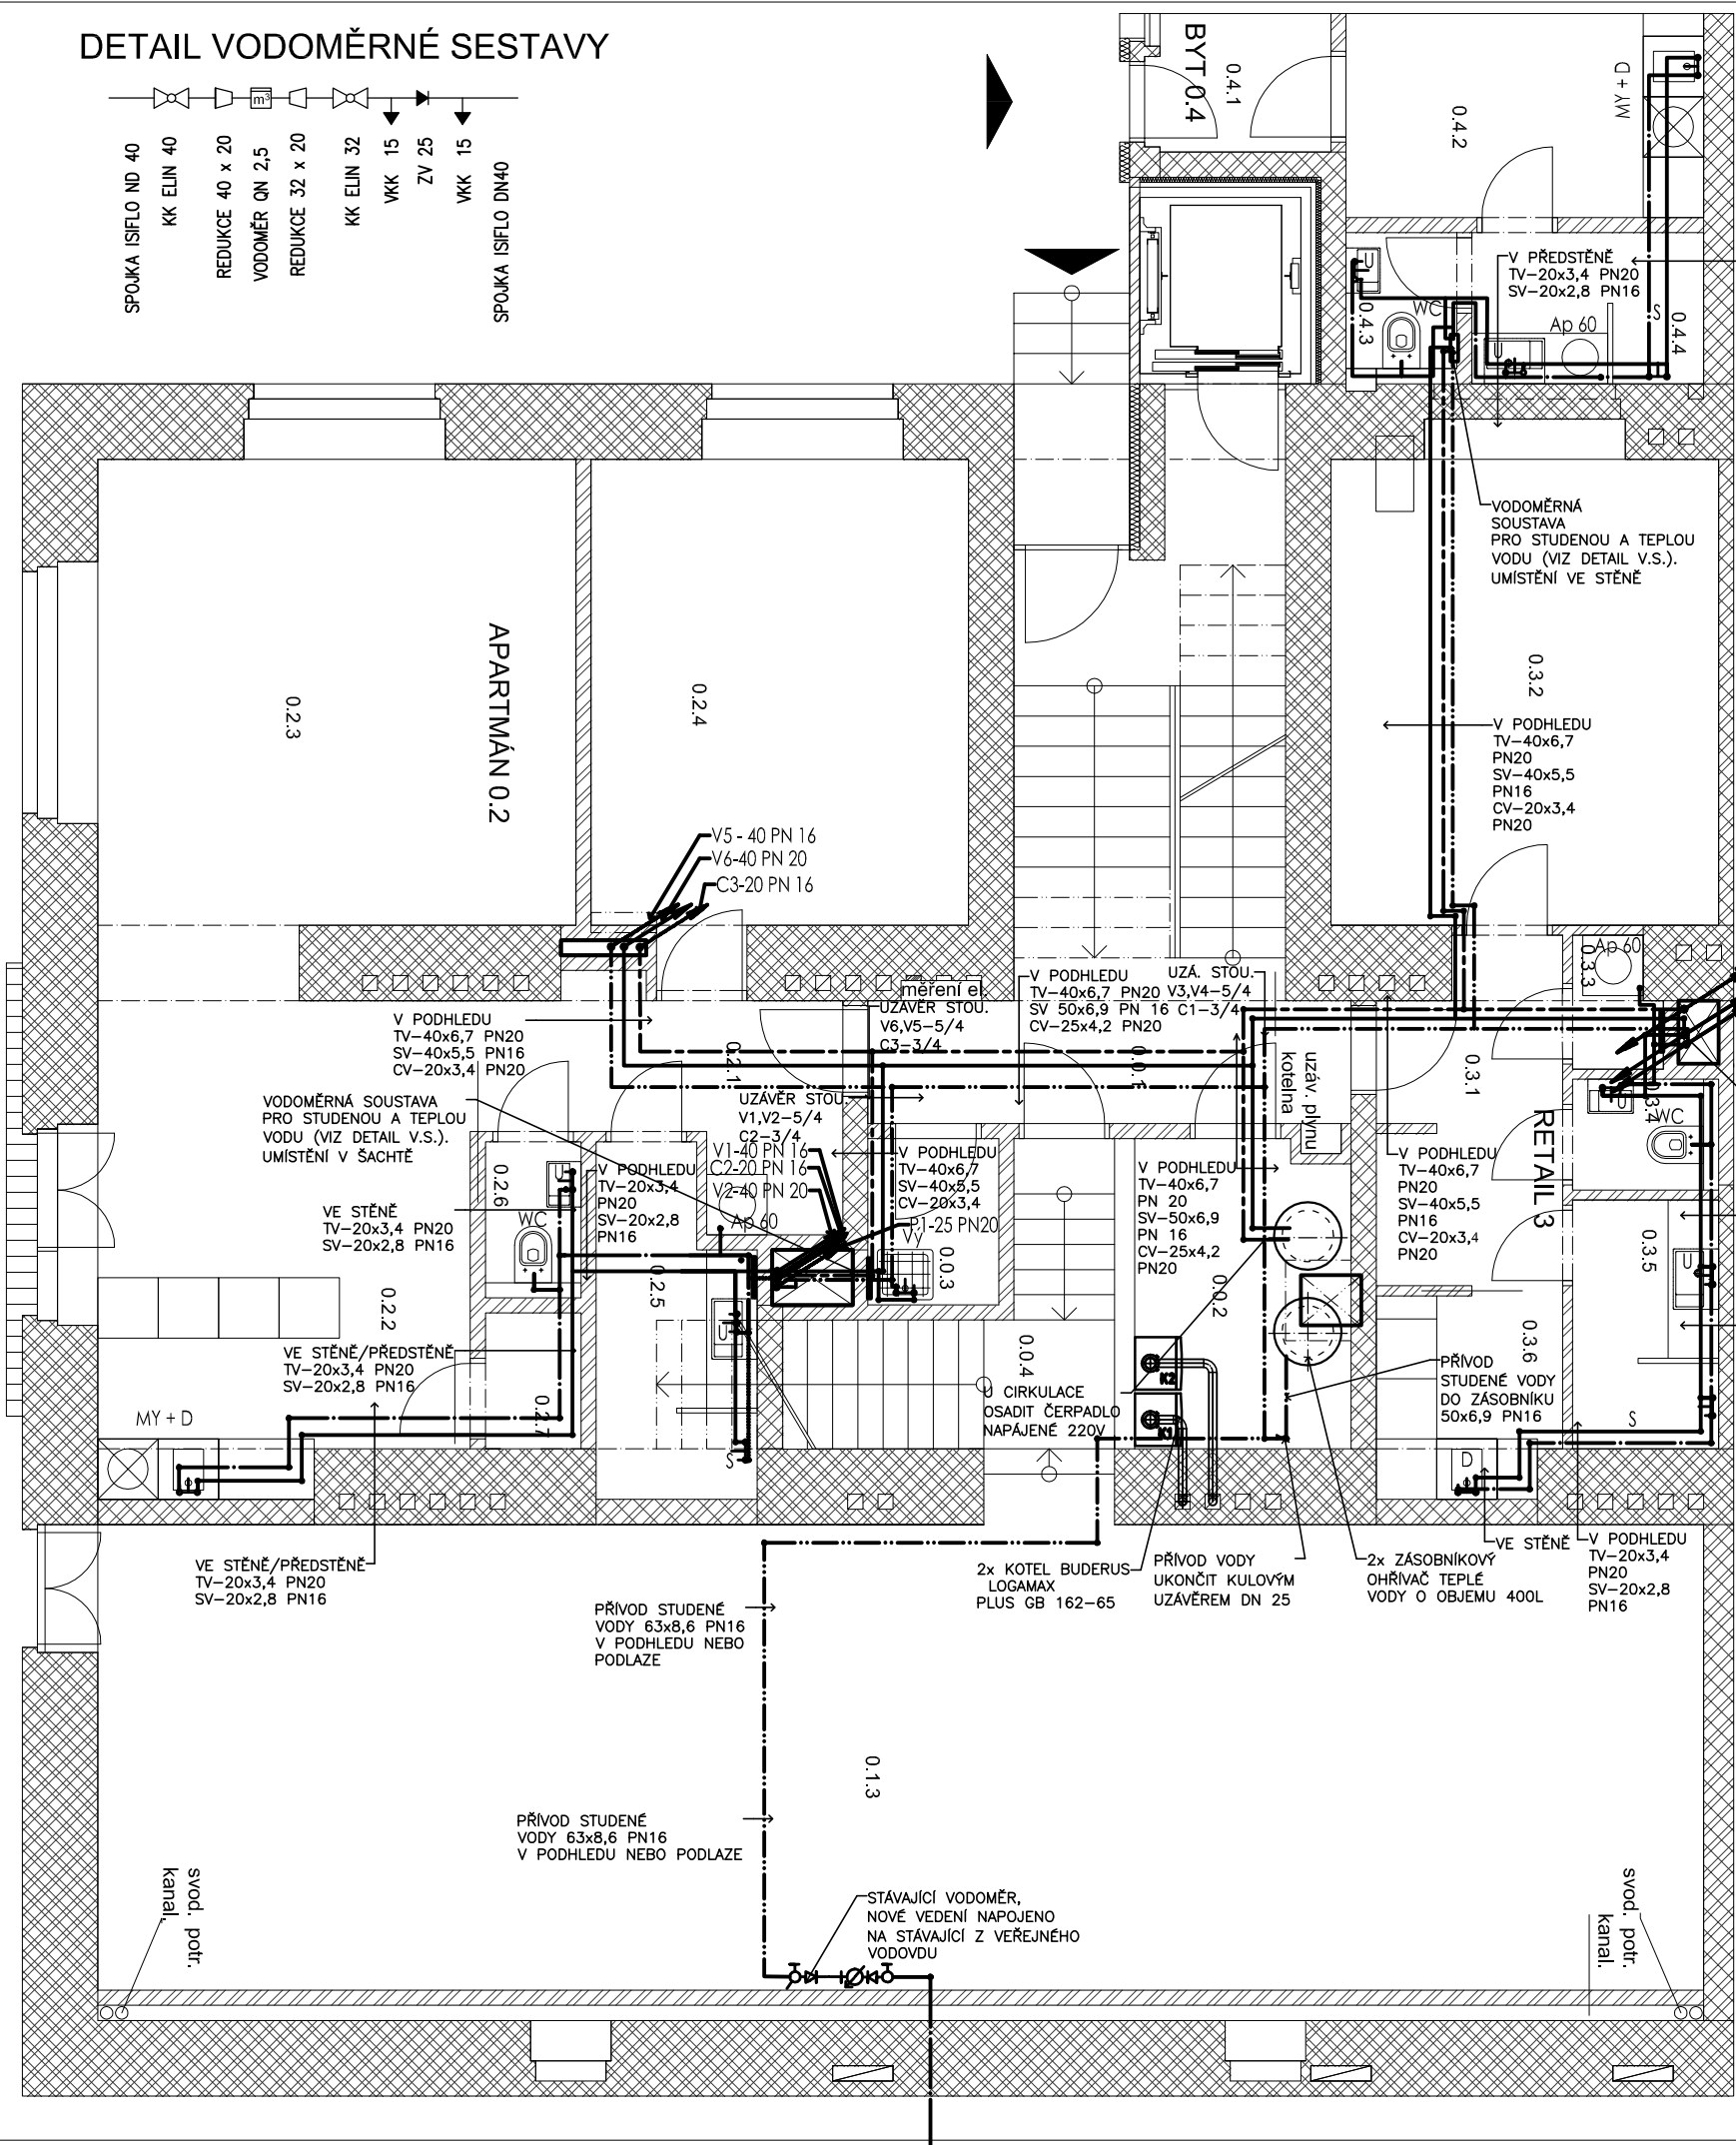 DETAIL VODOMĚRNÉ SESTAVY
SPOJKA ISIFLO ND 40
KK ELIN 40
REDUKCE 40 x 20
VODOMĚR QN 2,5
REDUKCE 32 x 20
KK ELIN 32
VKK 15
ZV 25
VKK 15
SPOJKA ISIFLO DN40
m³
BYT 0.4
0.4.1
0.4.2
D + MY
0.4.3
WC
U
V PŘEDSTĚNĚ
TV-20x3,4 PN20
SV-20x2,8 PN16
Ap 60
U
S
0.4.4
VODOMĚRNÁ
SOUSTAVA
PRO STUDENOU A TEPLOU
VODU (VIZ DETAIL V.S.).
UMÍSTĚNÍ VE STĚNĚ
0.3.2
V PODHLEDU
TV-40x6,7
PN20
SV-40x5,5
PN16
CV-20x3,4
PN20
APARTMÁN 0.2
0.2.3
0.2.4
V5 - 40 PN 16
V6-40 PN 20
C3-20 PN 16
měření el.
UZÁVĚR STOU.
V6,V5-5/4
C3-3/4
V PODHLEDU
TV-40x6,7 PN20
SV 50x6,9 PN 16
CV-25x4,2 PN20
UZÁ. STOU.
V3,V4-5/4
C1-3/4
Ap 60
0.3.3
V PODHLEDU
TV-40x6,7 PN20
SV-40x5,5 PN16
CV-20x3,4 PN20
0.2.1
0.0.1
uzáv. plynu
kotelna
0.3.1
RETAIL 3
0.3.4
WC
U
VODOMĚRNÁ SOUSTAVA
PRO STUDENOU A TEPLOU
VODU (VIZ DETAIL V.S.).
UMÍSTĚNÍ V ŠACHTĚ
UZÁVĚR STOU.
V1,V2-5/4
C2-3/4
V1-40 PN 16
C2-20 PN 16
V2-40 PN 20
Ap 60
P1-25 PN20
Vý
V PODHLEDU
TV-40x6,7
SV-40x5,5
CV-20x3,4
0.0.3
V PODHLEDU
TV-40x6,7
PN 20
SV-50x6,9
PN 16
CV-25x4,2
PN20
0.0.2
V PODHLEDU
TV-40x6,7
PN20
SV-40x5,5
PN16
CV-20x3,4
PN20
0.3.5
U
0.2.6
U
WC
V PODHLEDU
TV-20x3,4
PN20
SV-20x2,8
PN16
VE STĚNĚ
TV-20x3,4 PN20
SV-20x2,8 PN16
0.2.5
U
0.2.2
VE STĚNĚ/PŘEDSTĚNĚ
TV-20x3,4 PN20
SV-20x2,8 PN16
MY + D
0.2.7
S
0.0.4
U CIRKULACE
OSADIT ČERPADLO
NAPÁJENÉ 220V
K2
K1
PŘÍVOD
STUDENÉ VODY
DO ZÁSOBNÍKU
50x6,9 PN16
0.3.6
D
S
VE STĚNĚ/PŘEDSTĚNĚ
TV-20x3,4 PN20
SV-20x2,8 PN16
PŘÍVOD STUDENÉ
VODY 63x8,6 PN16
V PODHLEDU NEBO
PODLAZE
2x KOTEL BUDERUS
LOGAMAX
PLUS GB 162-65
PŘÍVOD VODY
UKONČIT KULOVÝM
UZÁVĚREM DN 25
2x ZÁSOBNÍKOVÝ
OHŘÍVAČ TEPLÉ
VODY O OBJEMU 400L
VE STĚNĚ
V PODHLEDU
TV-20x3,4
PN20
SV-20x2,8
PN16
0.1.3
PŘÍVOD STUDENÉ
VODY 63x8,6 PN16
V PODHLEDU NEBO PODLAZE
STÁVAJÍCÍ VODOMĚR,
NOVÉ VEDENÍ NAPOJENO
NA STÁVAJÍCÍ Z VEŘEJNÉHO
VODOVDU
svod. potr.
kanal.
svod. potr.
kanal.